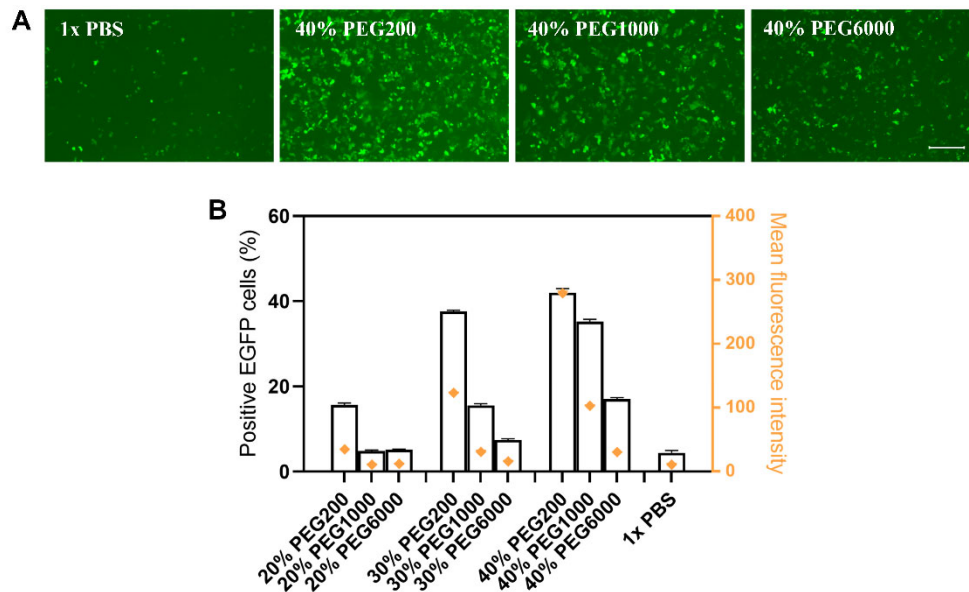 A
1x PBS
40% PEG200
40% PEG1000
40% PEG6000
B
Positive EGFP cells (%)
60
40
20
0
Mean fluorescence intensity
400
300
200
100
0
20% PEG200
20% PEG1000
20% PEG6000
30% PEG200
30% PEG1000
30% PEG6000
40% PEG200
40% PEG1000
40% PEG6000
1x PBS